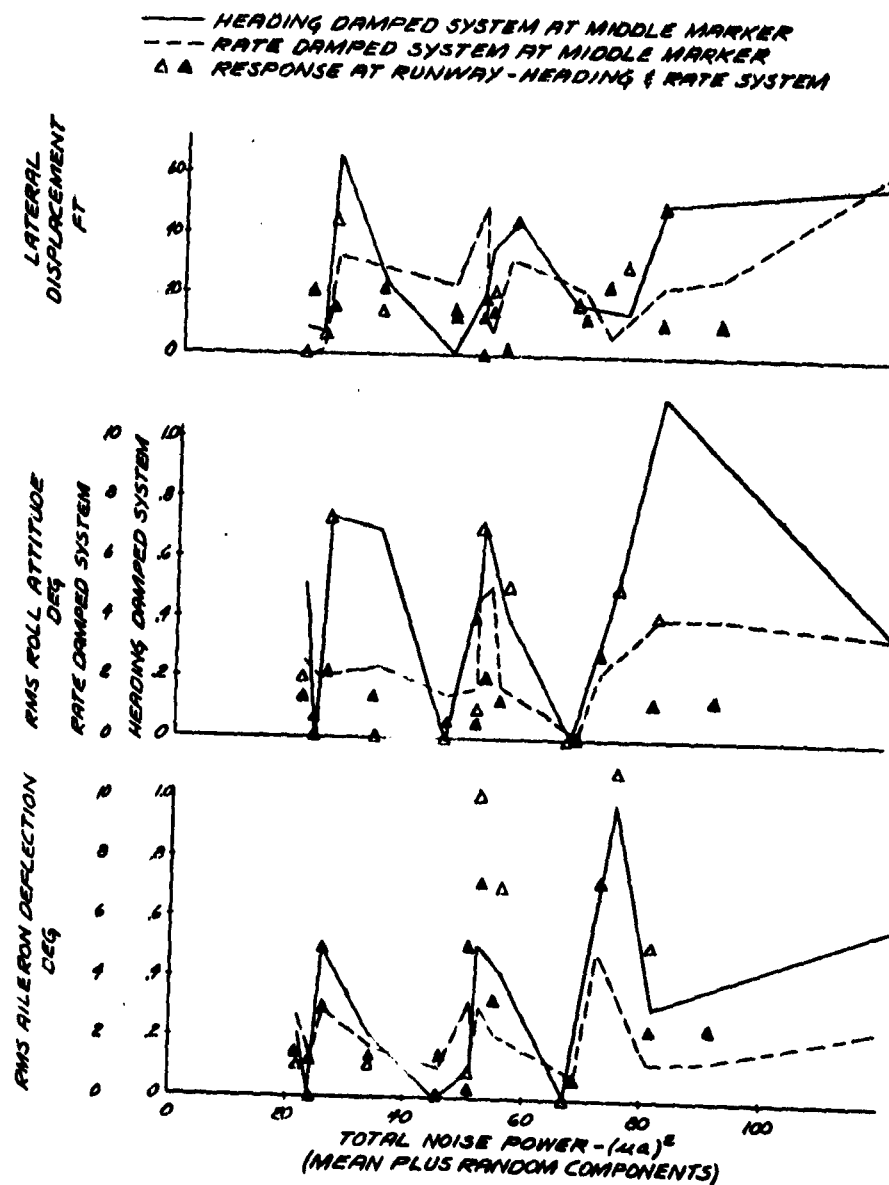 HEADING DAMPED SYSTEM AT MIDDLE MARKER
RATE DAMPED SYSTEM AT MIDDLE MARKER
RESPONSE AT RUNWAY-HEADING & RATE SYSTEM
LATERAL
DISPLACEMENT
FT
60
40
20
0
RMS ROLL ATTITUDE
DEG
RATE DAMPED SYSTEM
HEADING DAMPED SYSTEM
10 1.0
8 .8
6 .6
4 .4
2 .2
0 0
RMS AILERON DEFLECTION
DEG
10 1.0
8 .8
6 .6
4 .4
2 .2
0 0
0 20 40 60 80 100
TOTAL NOISE POWER-(μa)²
(MEAN PLUS RANDOM COMPONENTS)